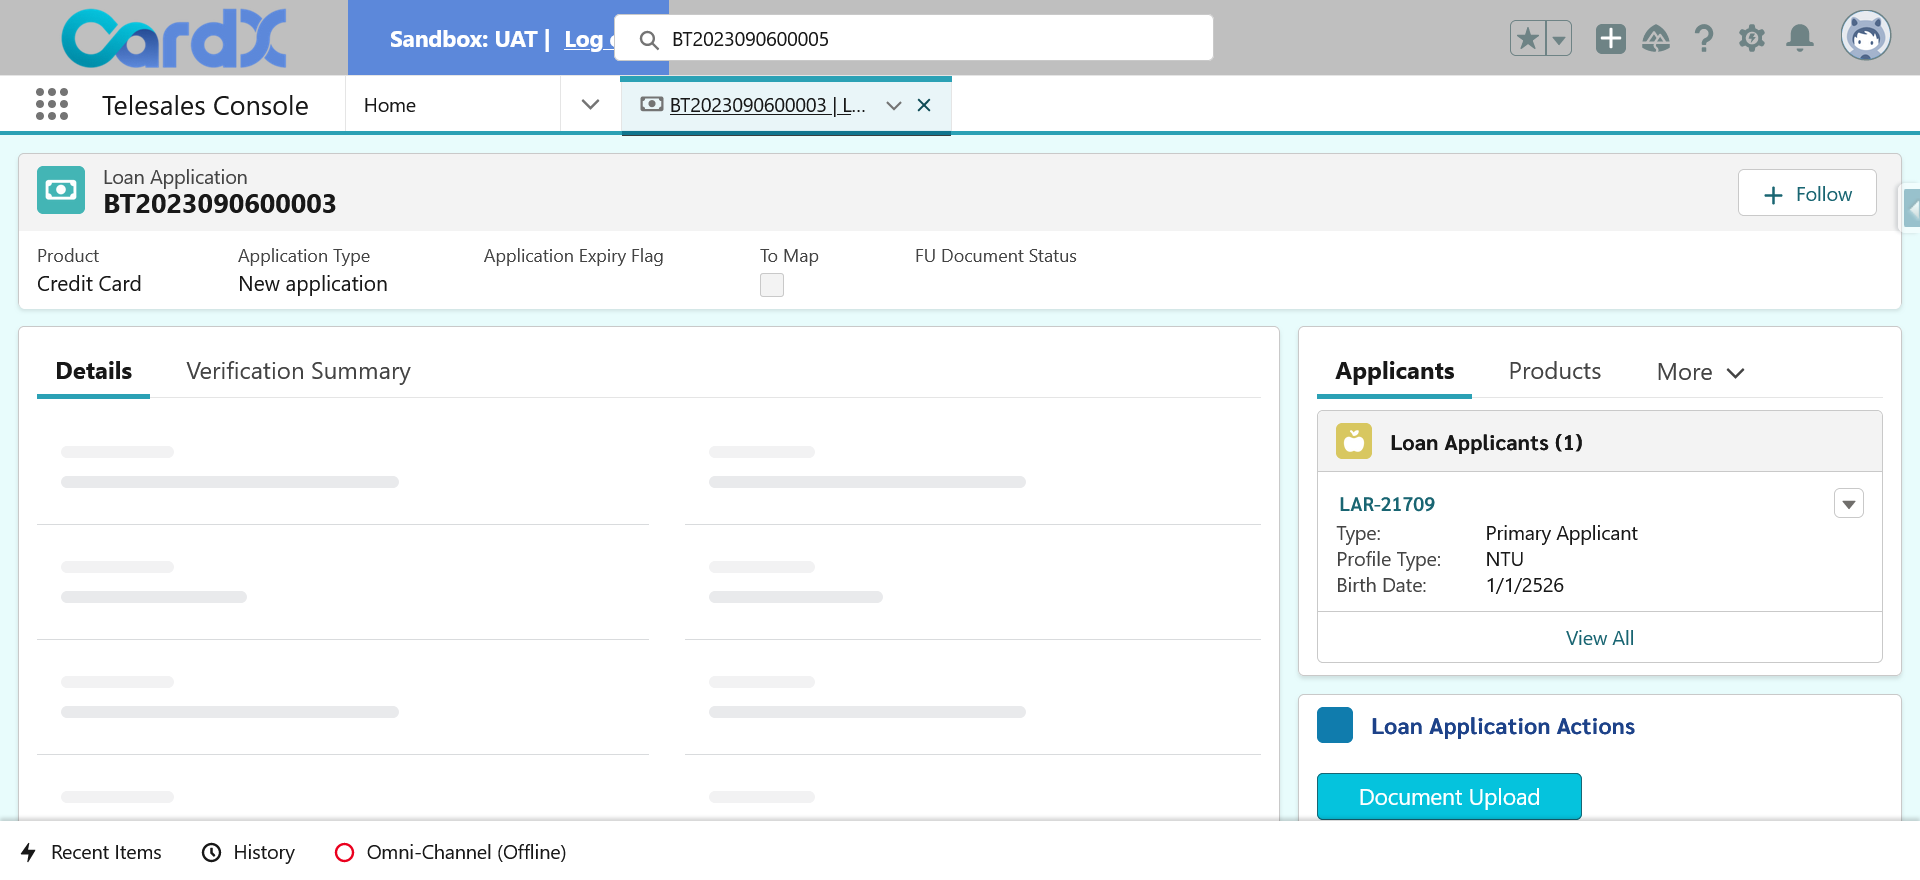 CardX
Sandbox: UAT |
Log
BT2023090600005
Telesales Console
Home
BT2023090600003 | L...
Loan Application
BT2023090600003
Follow
Product
Application Type
Application Expiry Flag
To Map
FU Document Status
Credit Card
New application
Details
Verification Summary
Applicants
Products
More
Loan Applicants (1)
LAR-21709
Type:
Primary Applicant
Profile Type:
NTU
Birth Date:
1/1/2526
View All
Loan Application Actions
Document Upload
Recent Items
History
Omni-Channel (Offline)